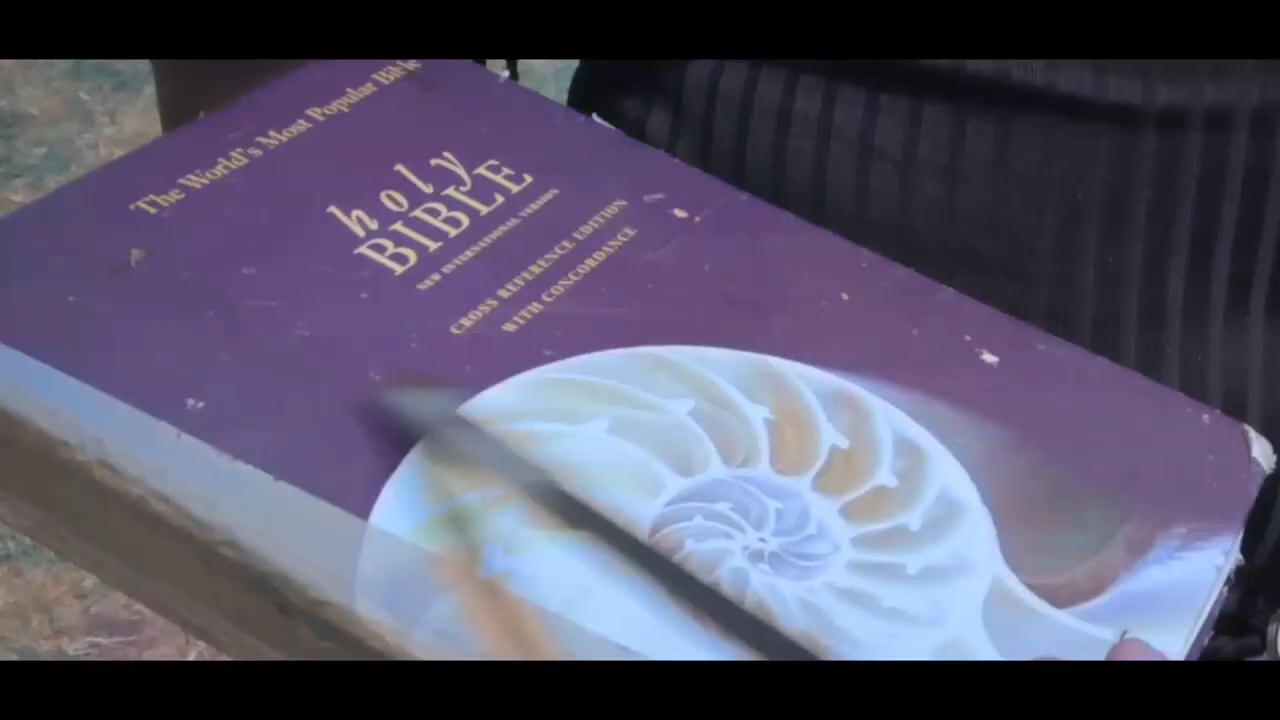 The World's Most Popular Bible
holy
BIBLE
NEW INTERNATIONAL VERSION
CROSS REFERENCE EDITION
WITH CONCORDANCE